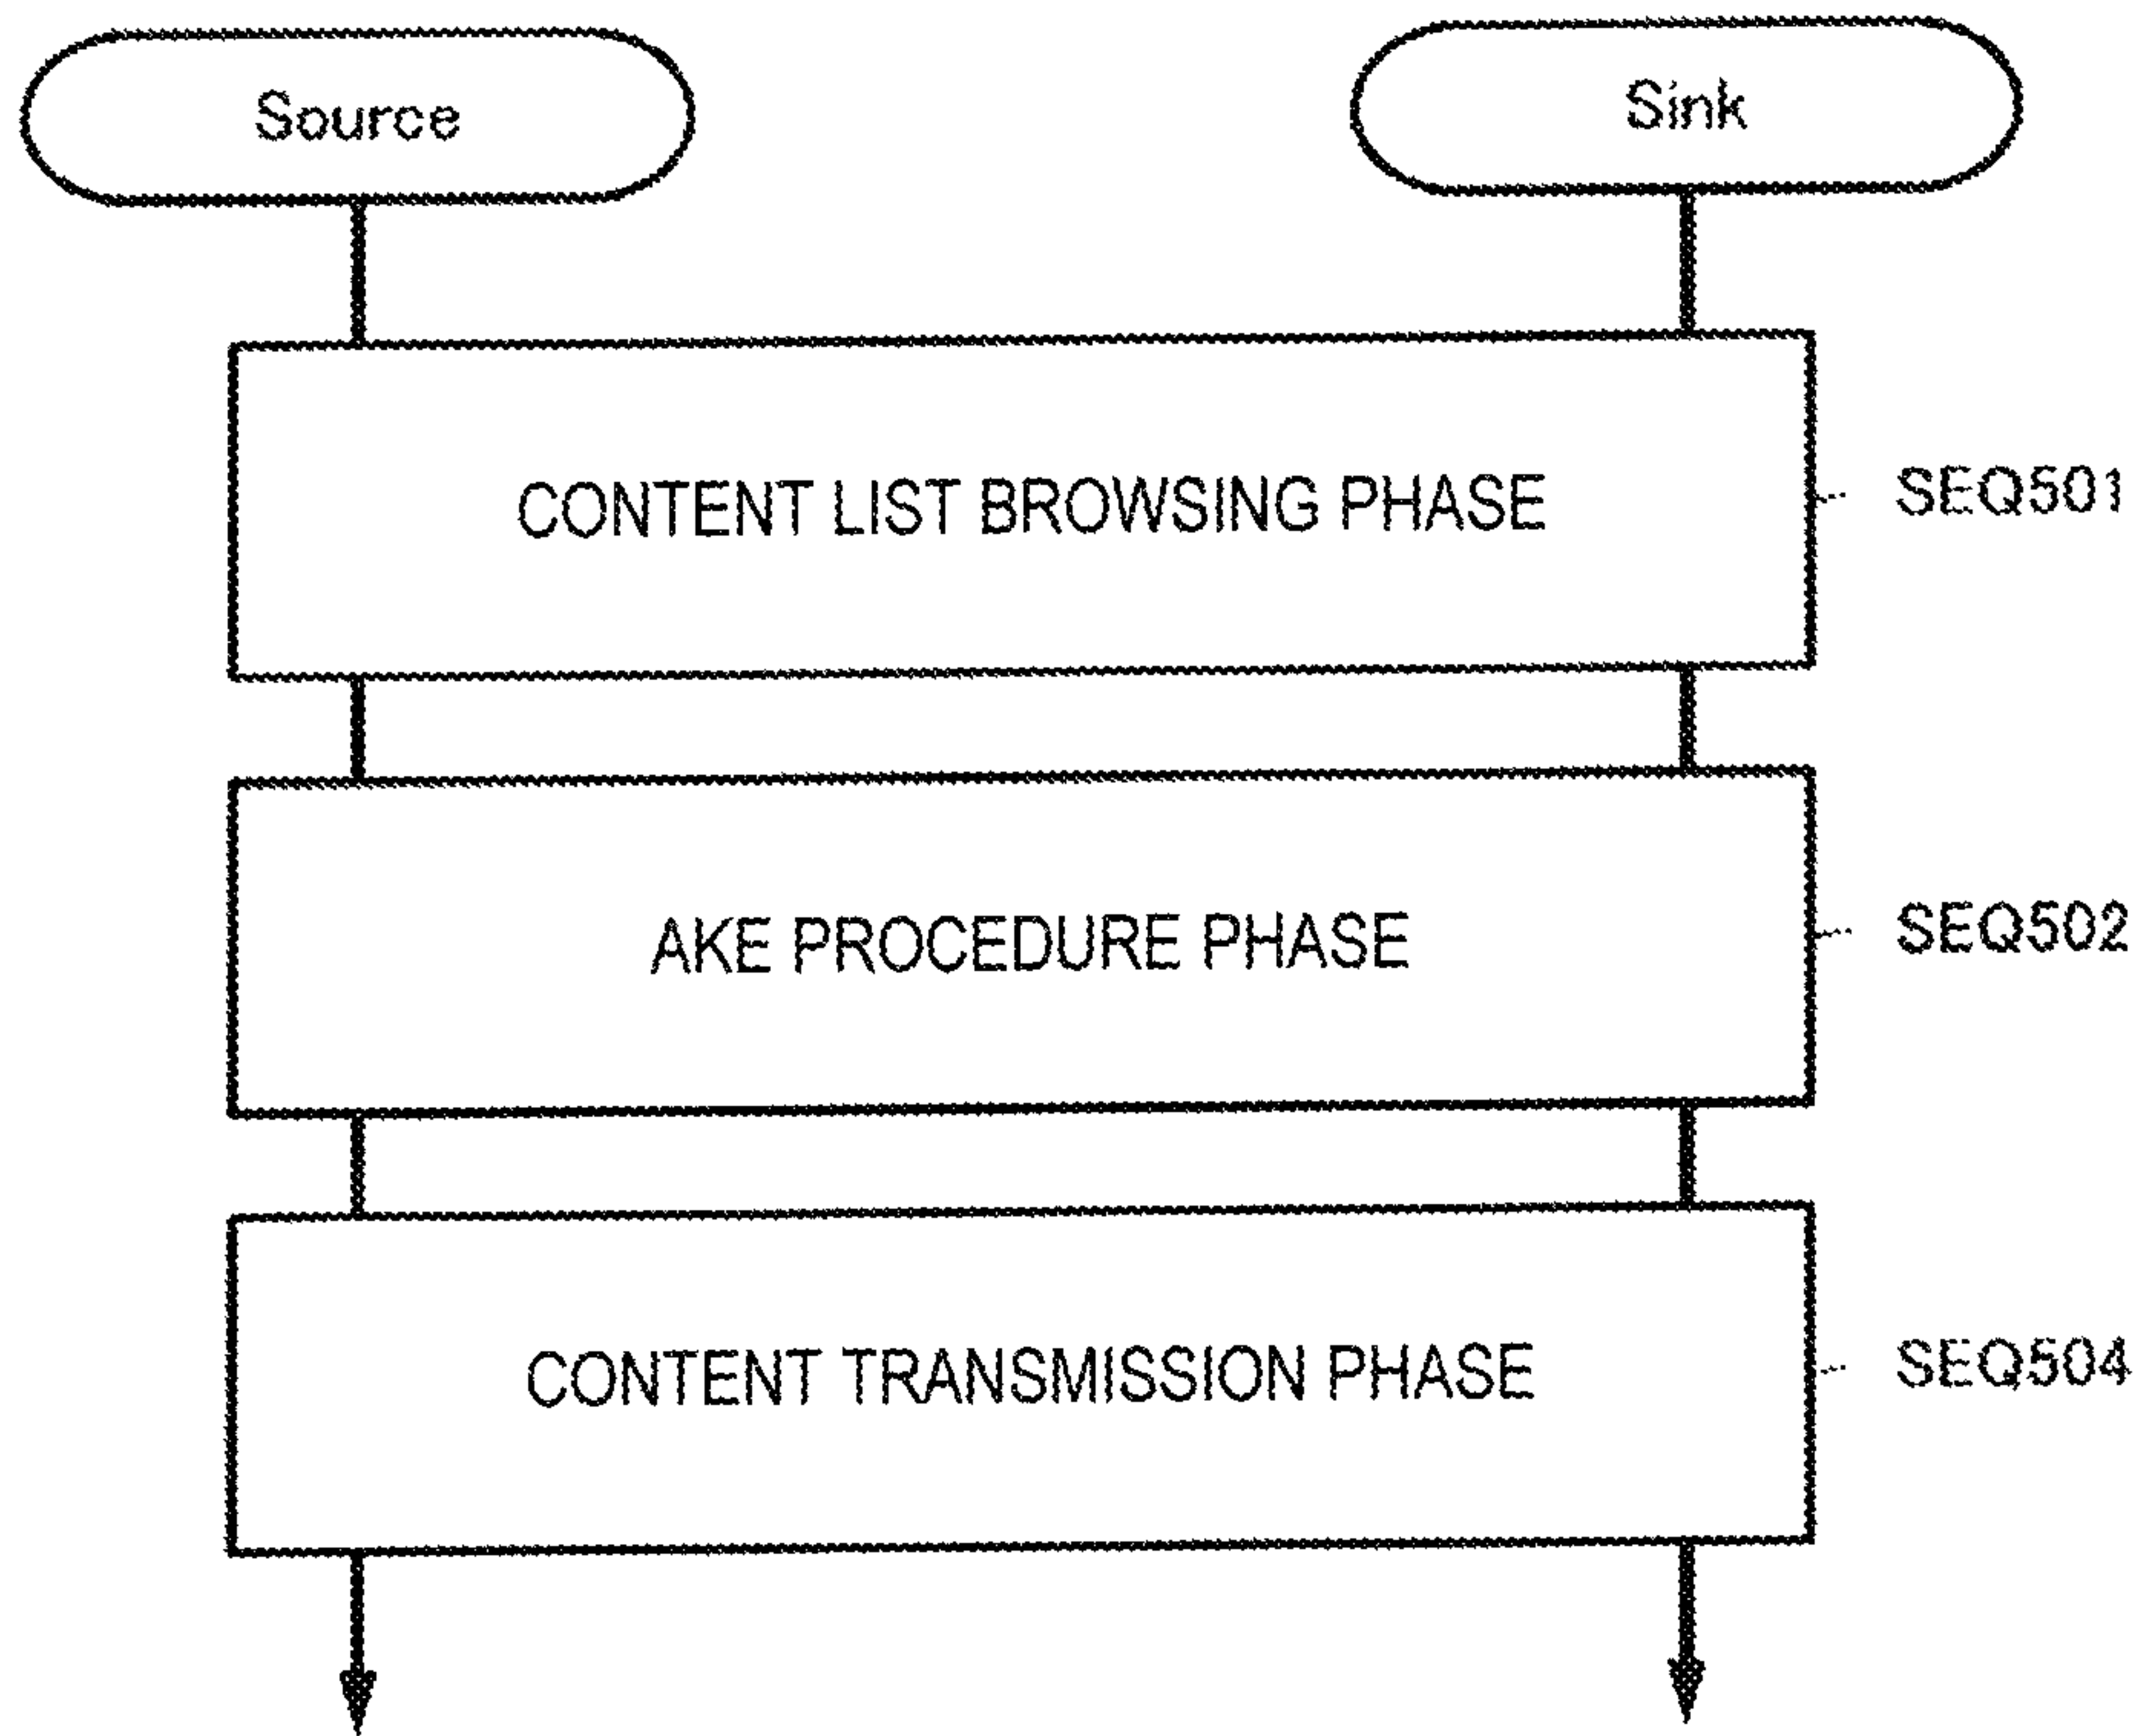 Source
Sink
CONTENT LIST BROWSING PHASE
SEQ501
AKE PROCEDURE PHASE
SEQ502
CONTENT TRANSMISSION PHASE
SEQ504